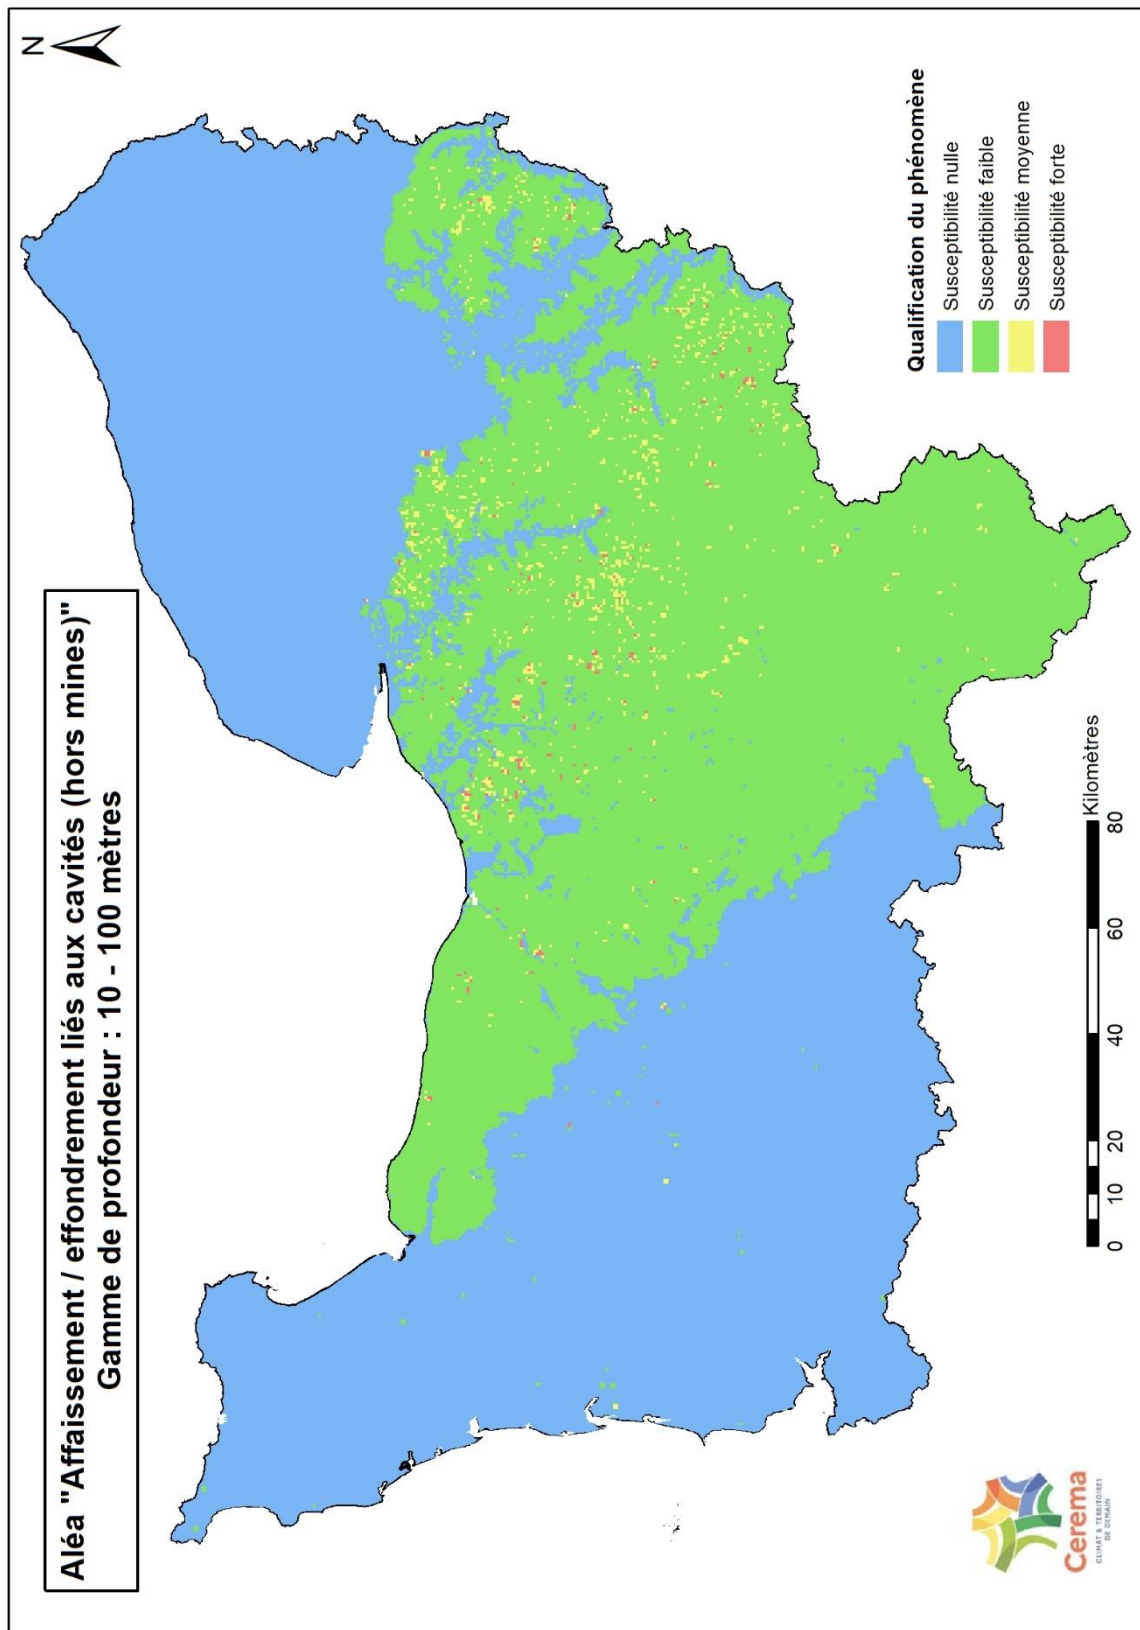 Aléa "Affaissement / effondrement liés aux cavités (hors mines)"
Gamme de profondeur : 10 - 100 mètres
N
Qualification du phénomène
Susceptibilité nulle
Susceptibilité faible
Susceptibilité moyenne
Susceptibilité forte
Kilomètres
0 10 20 40 60 80
Cerema
CLIMAT & TERRITOIRES
DE DEMAIN